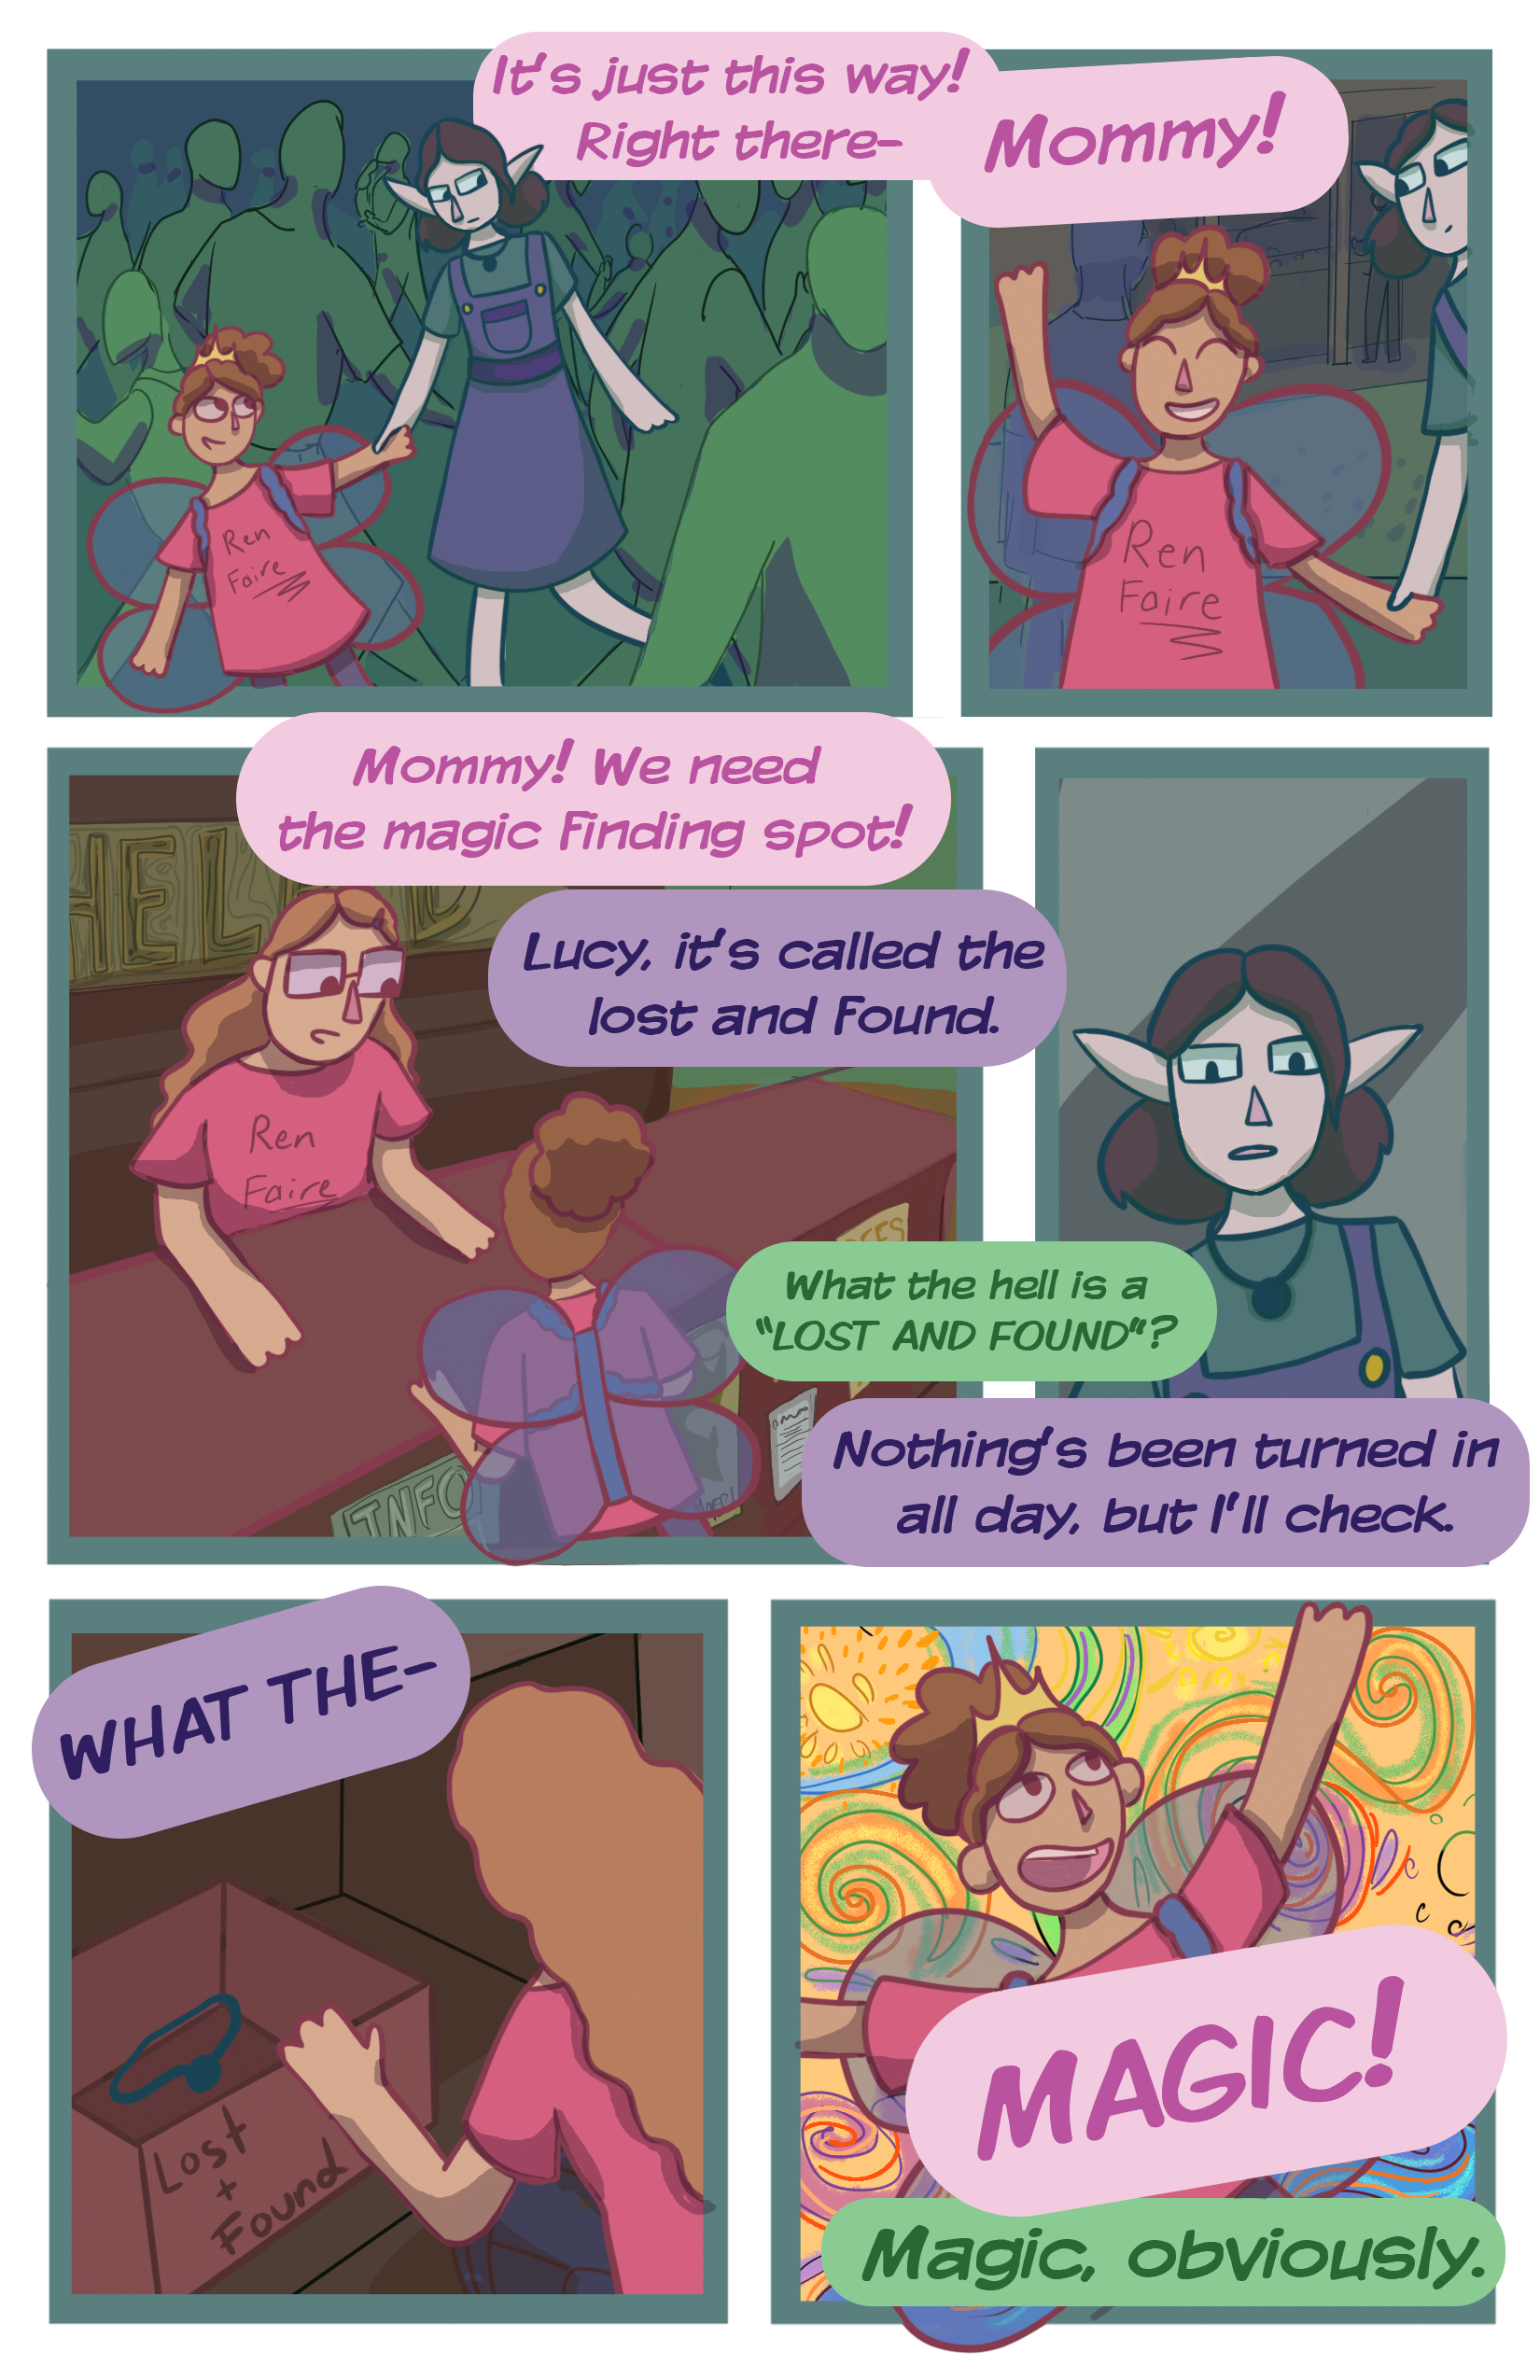 It's just this way!
Right there-
Mommy!
Ren
Faire
Ren
Faire
Mommy! We need
the magic Finding spot!
Lucy, it's called the
lost and Found.
Ren
Faire
INFO
What the hell is a
"LOST AND FOUND"?
Nothing's been turned in
all day, but I'll check.
WHAT THE-
Lost
+
Found
MAGIC!
Magic, obviously.